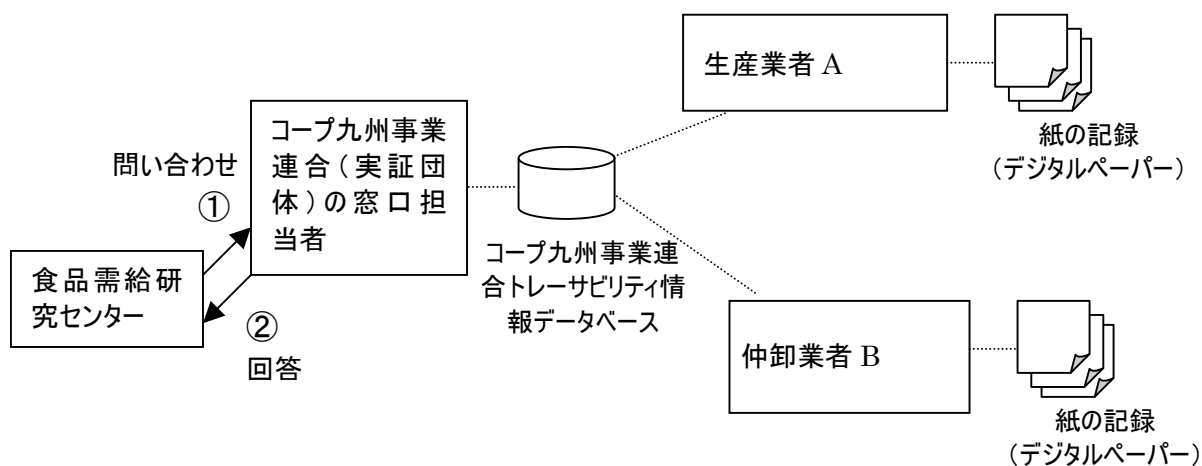 生産業者 A
紙の記録
（デジタルペーパー）
コープ九州事業
連合（実証団
体）の窓口担
当者
問い合わせ
①
コープ九州事業連
合トレーサビリティ情
報データベース
食品需給研
究センター
②
回答
仲卸業者 B
紙の記録
（デジタルペーパー）